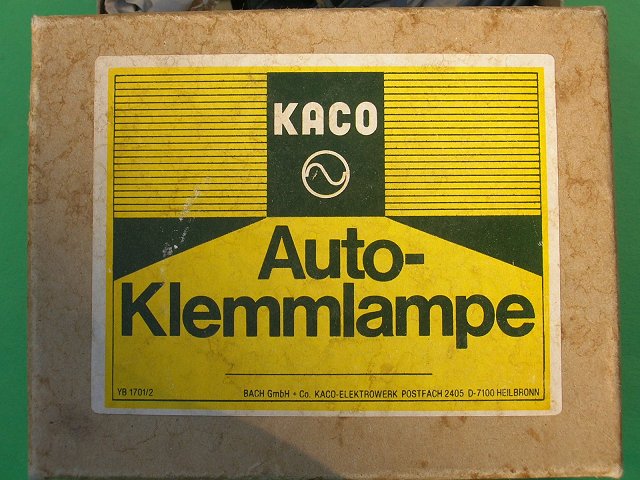 KACO
Auto-
Klemmlampe
YB 1701/2 BACH GmbH + Co. KACO-ELEKTROWERK POSTFACH 2405 D-7100 HEILBRONN